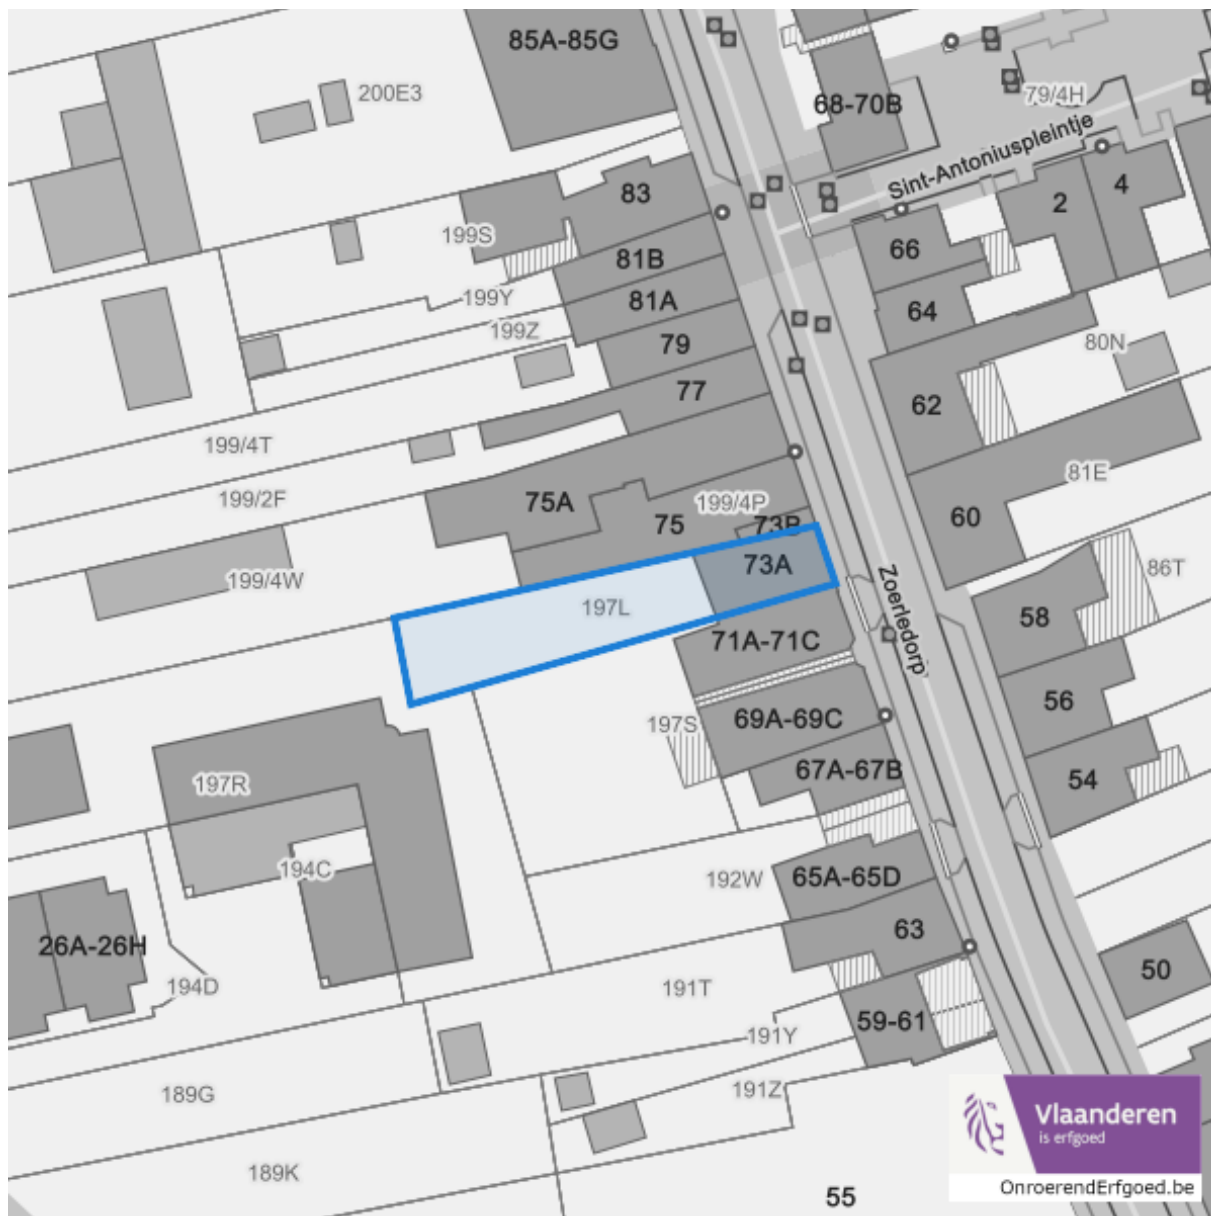 85A-85G
200E3
68-70B
79/4H
Sint-Antoniuspleintje
83
2
4
199S
81B
66
199Y
81A
64
199Z
79
80N
77
62
199/4T
81E
199/2F
75A
199/4P
75
73B
60
73A
199/4W
197L
Zoerledorp
86T
58
71A-71C
56
197S
69A-69C
67A-67B
54
197R
194C
192W
65A-65D
26A-26H
63
194D
191T
50
59-61
191Y
189G
191Z
189K
55
Vlaanderen
is erfgoed
OnroerendErfgoed.be